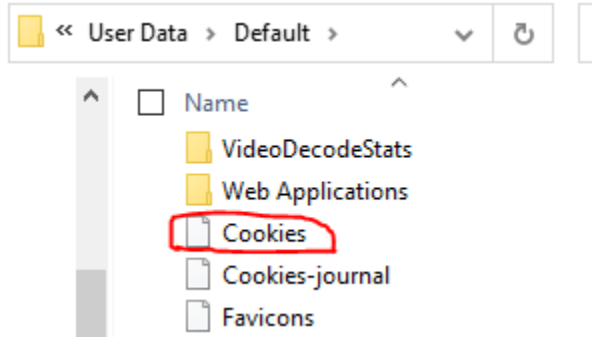 « User Data > Default >
Name
VideoDecodeStats
Web Applications
Cookies
Cookies-journal
Favicons